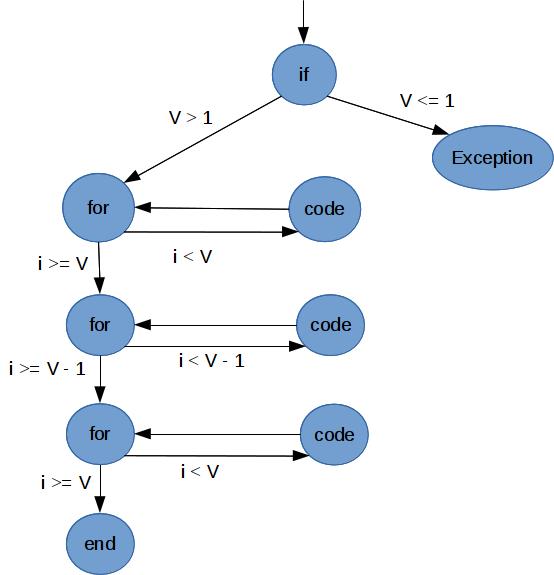 if
V <= 1
V > 1
Exception
for
code
i < V
i >= V
for
code
i < V - 1
i >= V - 1
for
code
i < V
i >= V
end